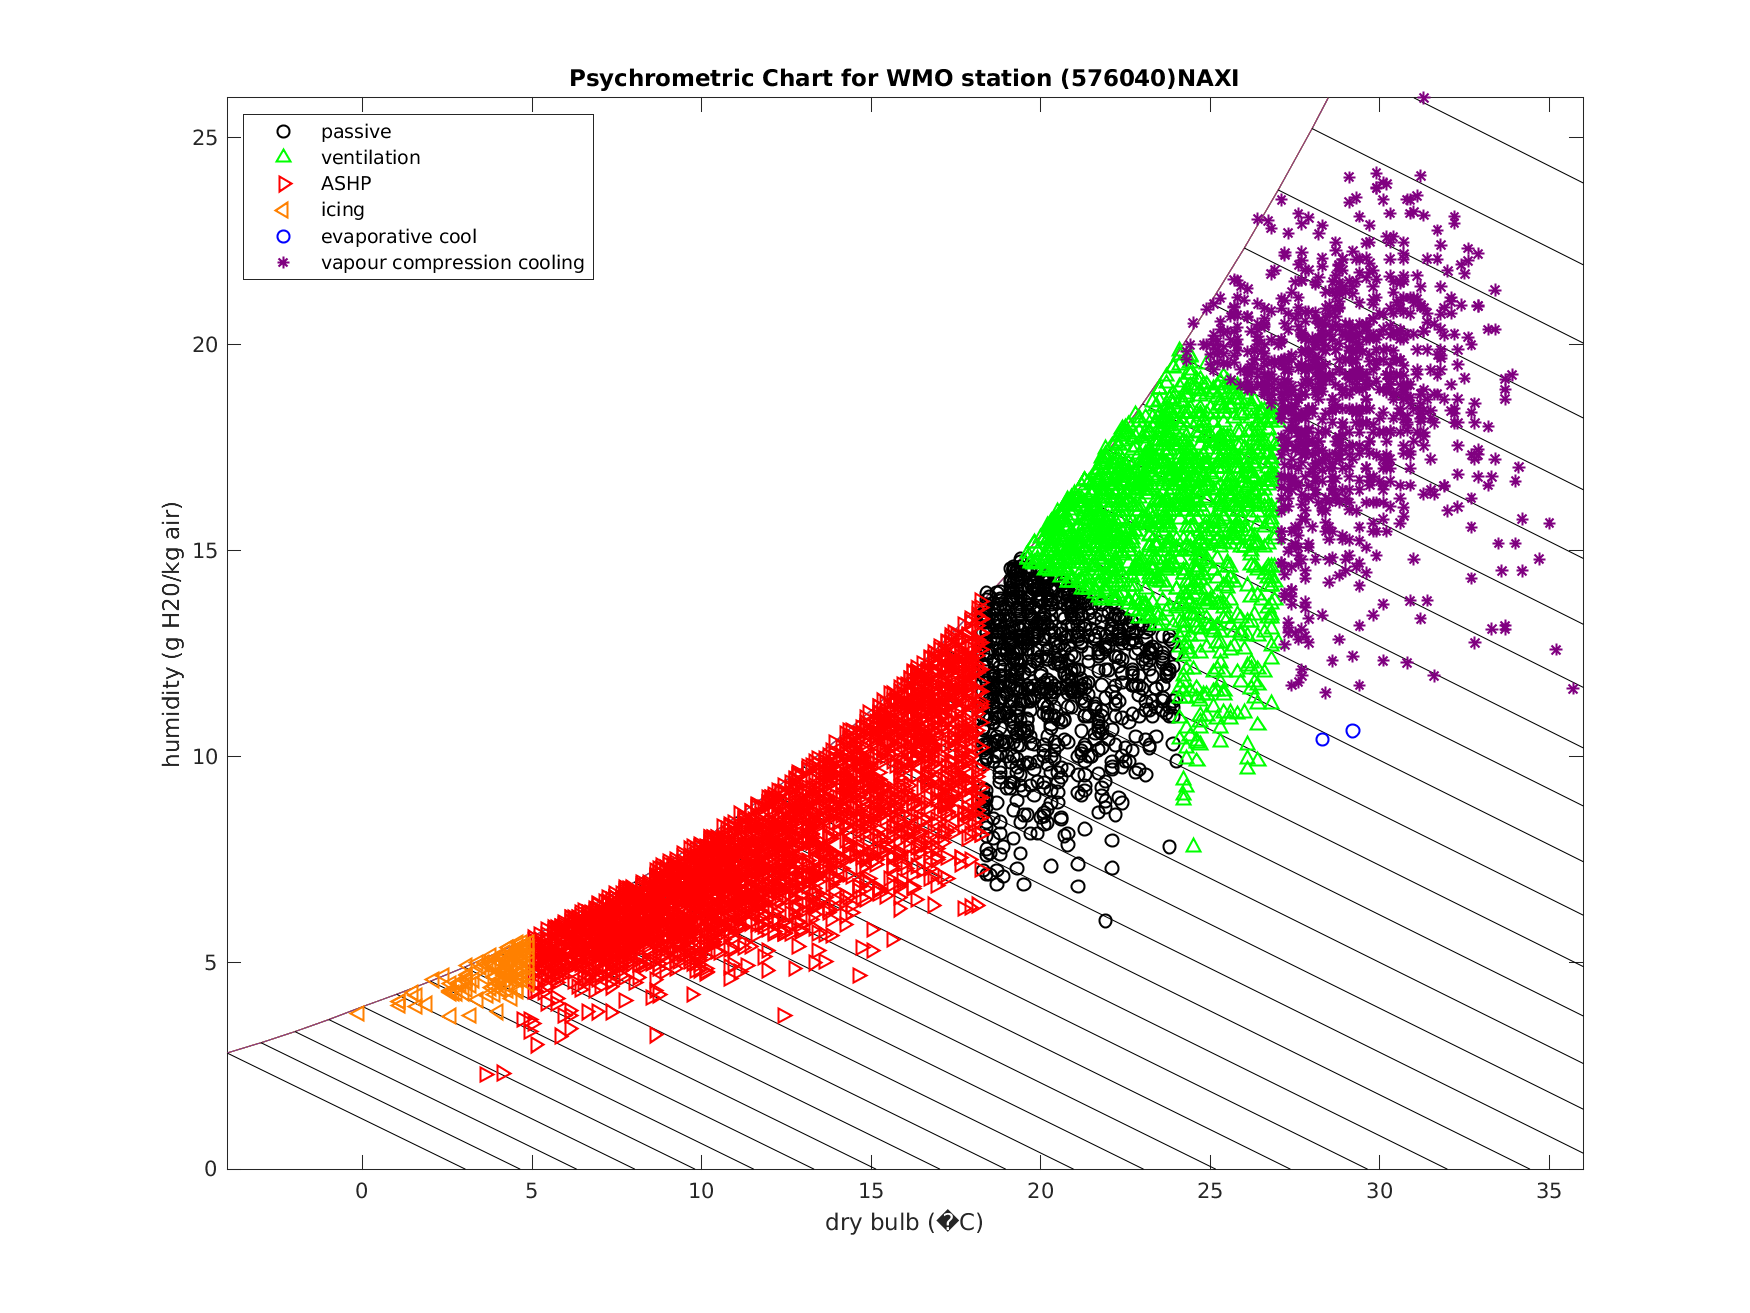 Psychrometric Chart for WMO station (576040)NAXI
passive
ventilation
ASHP
icing
evaporative cool
vapour compression cooling
humidity (g H20/kg air)
25
20
15
10
5
0
0 5 10 15 20 25 30 35
dry bulb (�C)